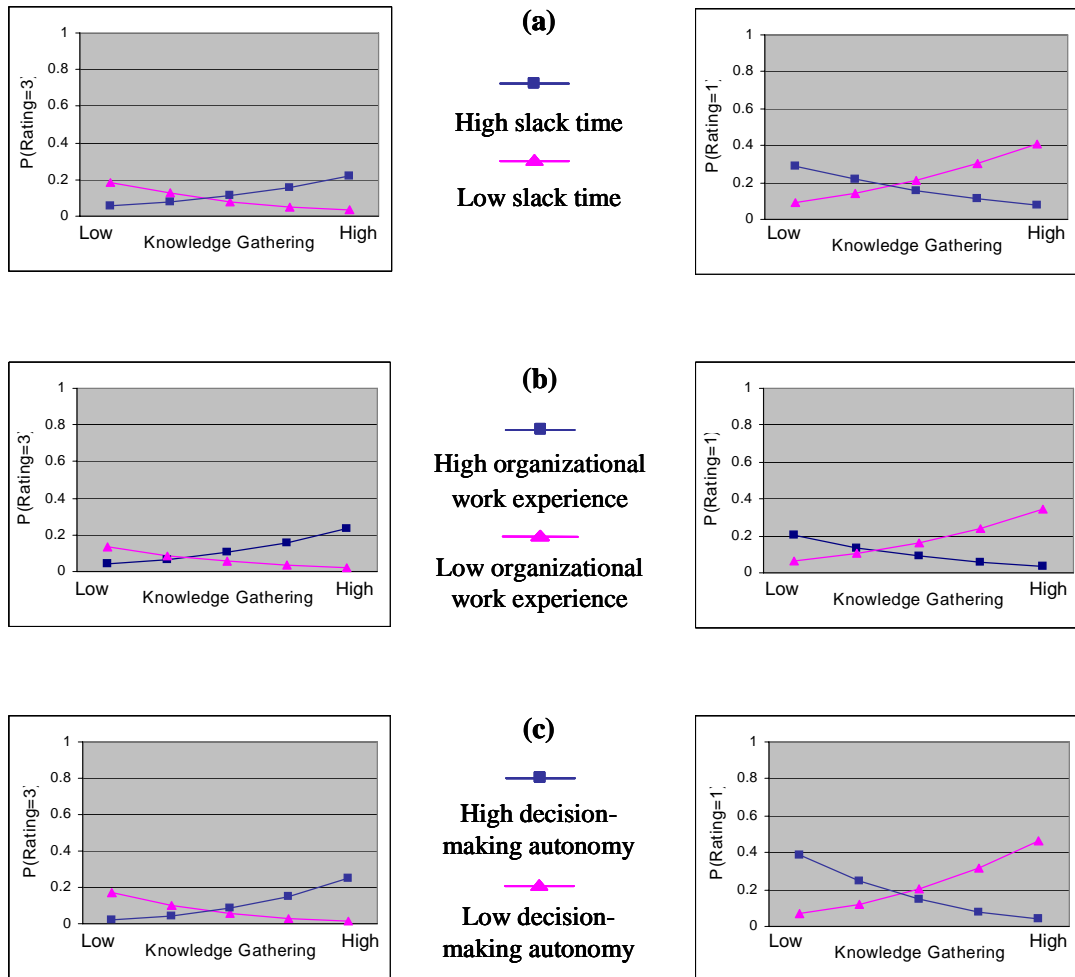 (a)
P(Rating=3)
1
0.8
0.6
0.4
0.2
0
Low
High
Knowledge Gathering
High slack time
Low slack time
P(Rating=1)
1
0.8
0.6
0.4
0.2
0
Low
High
Knowledge Gathering
(b)
P(Rating=3)
1
0.8
0.6
0.4
0.2
0
Low
High
Knowledge Gathering
High organizational
work experience
Low organizational
work experience
P(Rating=1)
1
0.8
0.6
0.4
0.2
0
Low
High
Knowledge Gathering
(c)
P(Rating=3)
1
0.8
0.6
0.4
0.2
0
Low
High
Knowledge Gathering
High decision-
making autonomy
Low decision-
making autonomy
P(Rating=1)
1
0.8
0.6
0.4
0.2
0
Low
High
Knowledge Gathering